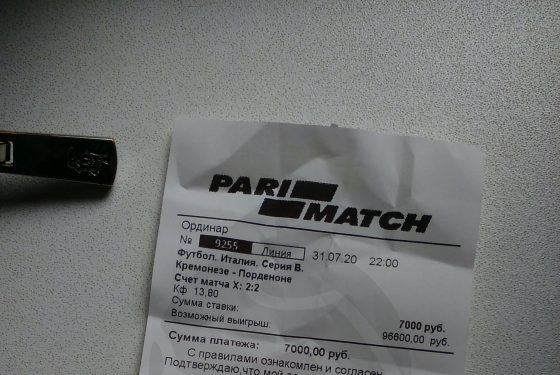 PARI MATCH
Ординар
№ 9255 Линия 31.07.20 22:00
Футбол. Италия. Серия В.
Кремонезе - Порденоне
Счет матча X: 2:2
Кф 13,80
Сумма ставки: 7000 руб.
Возможный выигрыш: 96600,00 руб.
Сумма платежа: 7000,00 руб.
С правилами ознакомлен и согласен.
Подтверждаю,что мой